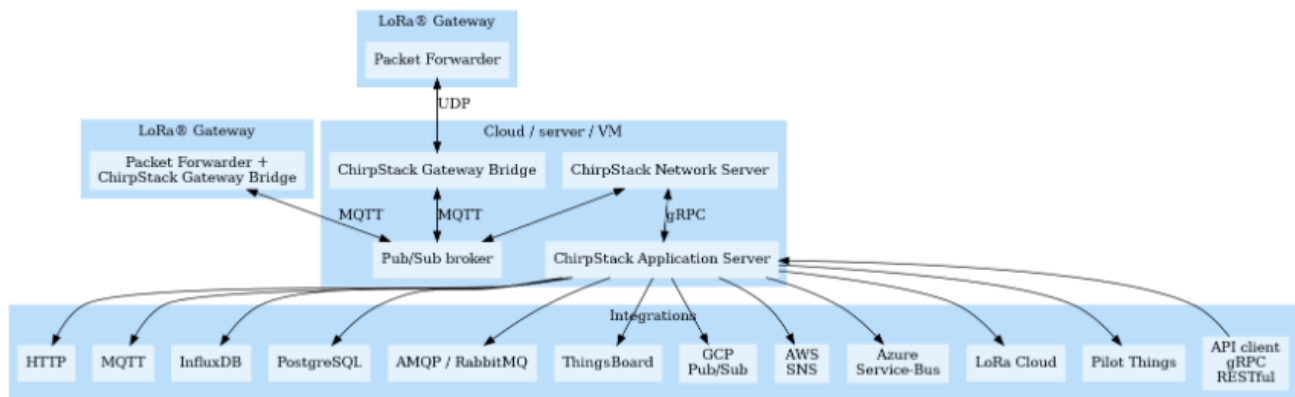 LoRa® Gateway
Packet Forwarder
UDP
LoRa® Gateway
Packet Forwarder +
ChirpStack Gateway Bridge
Cloud / server / VM
ChirpStack Gateway Bridge
ChirpStack Network Server
MQTT
MQTT
gRPC
Pub/Sub broker
ChirpStack Application Server
Integrations
HTTP
MQTT
InfluxDB
PostgreSQL
AMQP / RabbitMQ
ThingsBoard
GCP
Pub/Sub
AWS
SNS
Azure
Service-Bus
LoRa Cloud
Pilot Things
API client
gRPC
RESTful